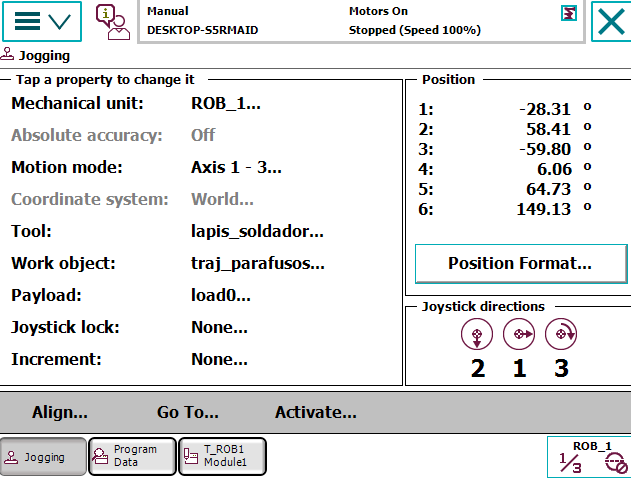 Manual
DESKTOP-S5RMAID
Motors On
Stopped (Speed 100%)
Jogging
Tap a property to change it
Mechanical unit: ROB_1...
Absolute accuracy: Off
Motion mode: Axis 1 - 3...
Coordinate system: World...
Tool: lapis_soldador...
Work object: traj_parafusos...
Payload: load0...
Joystick lock: None...
Increment: None...
Position
1: -28.31 º
2: 58.41 º
3: -59.80 º
4: 6.06 º
5: 64.73 º
6: 149.13 º
Position Format...
Joystick directions
2 1 3
Align... Go To... Activate...
Jogging
Program
Data
T_ROB1
Module1
ROB_1
1/3